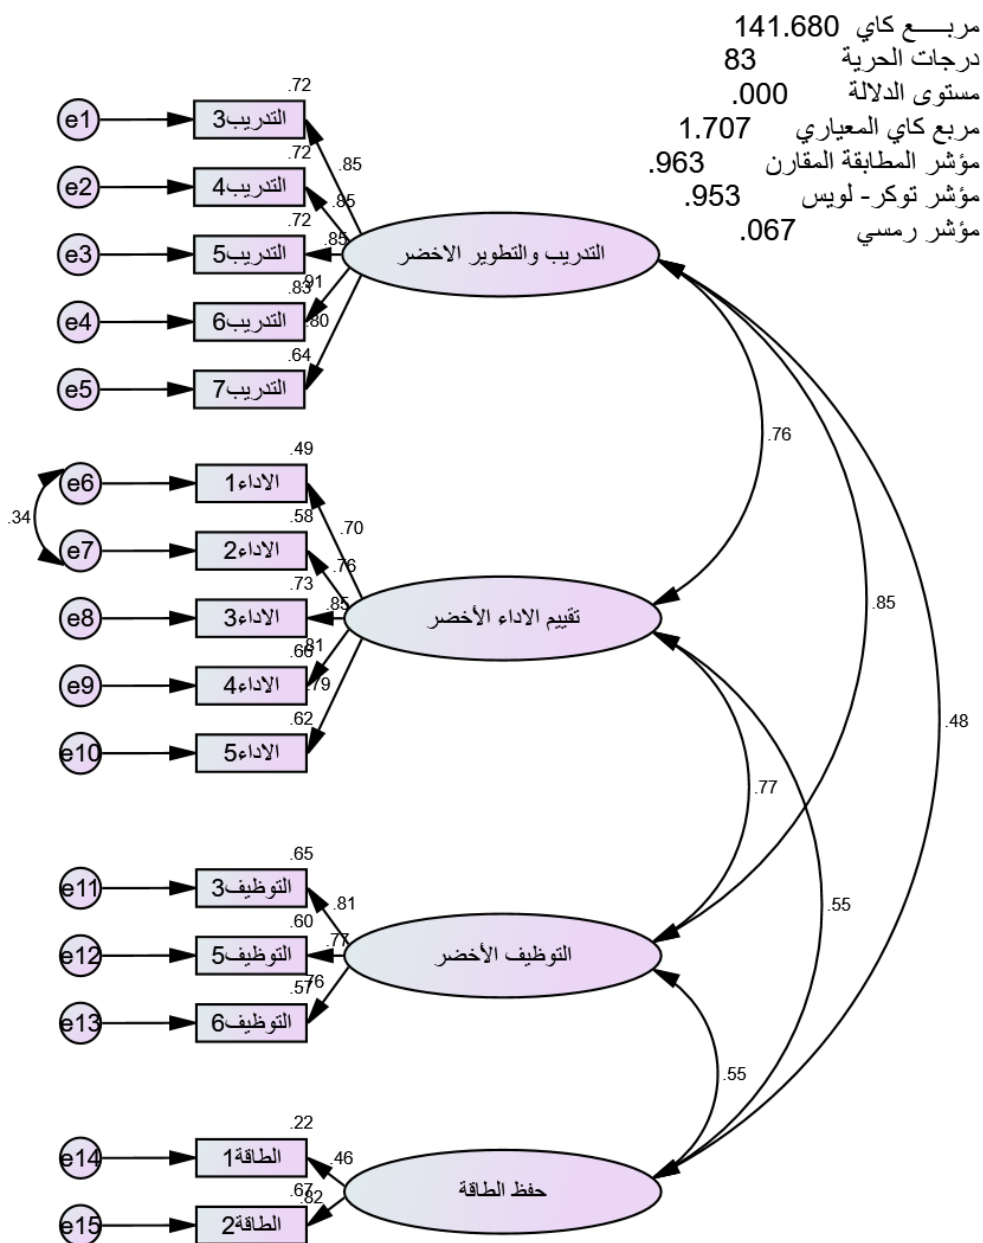 مربـــــع كاي 141.680
درجات الحرية 83
مستوى الدلالة .000
مربع كاي المعياري 1.707
مؤشر المطابقة المقارن .963
مؤشر توكر- لويس .953
مؤشر رمسي .067
.72
e1
التدريب3
.85
.72
e2
التدريب4
.85
.72
e3
التدريب5
.85
التدريب والتطوير الاخضر
.83
.91
e4
التدريب6
.80
.64
e5
التدريب7
.76
.49
e6
الاداء1
.34
.70
.58
e7
الاداء2
.76
.73
e8
الاداء3
.85
تقييم الاداء الأخضر
.85
.66
.81
e9
الاداء4
.79
.62
e10
الاداء5
.48
.77
.65
e11
التوظيف3
.81
.55
.60
e12
التوظيف5
.77
التوظيف الأخضر
.57
.76
e13
التوظيف6
.55
.22
e14
الطاقة1
.46
حفظ الطاقة
.67
.82
e15
الطاقة2